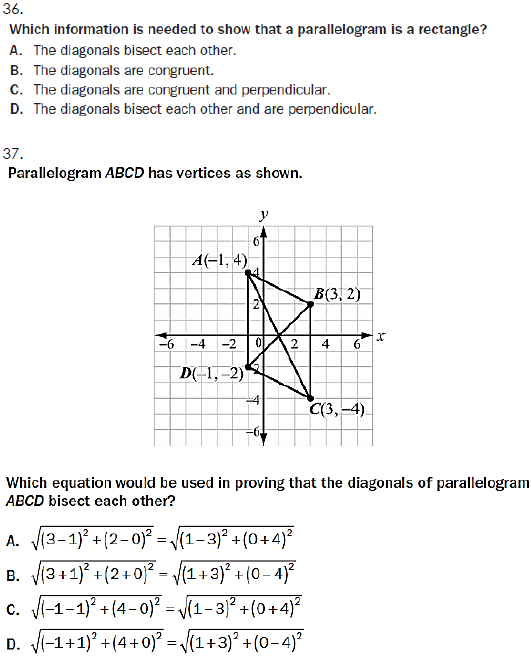 36.
Which information is needed to show that a parallelogram is a rectangle?
A. The diagonals bisect each other.
B. The diagonals are congruent.
C. The diagonals are congruent and perpendicular.
D. The diagonals bisect each other and are perpendicular.
37.
Parallelogram ABCD has vertices as shown.
y
6
A(−1, 4)
4
B(3, 2)
2
−6 −4 −2 0 2 4 6 x
D(−1, −2)
−2
−4
C(3, −4)
−6
Which equation would be used in proving that the diagonals of parallelogram
ABCD bisect each other?
A. √((3−1)² + (2−0)²) = √((1−3)² + (0+4)²)
B. √((3+1)² + (2+0)²) = √((1+3)² + (0−4)²)
C. √((−1−1)² + (4−0)²) = √((1−3)² + (0+4)²)
D. √((−1+1)² + (4+0)²) = √((1+3)² + (0−4)²)